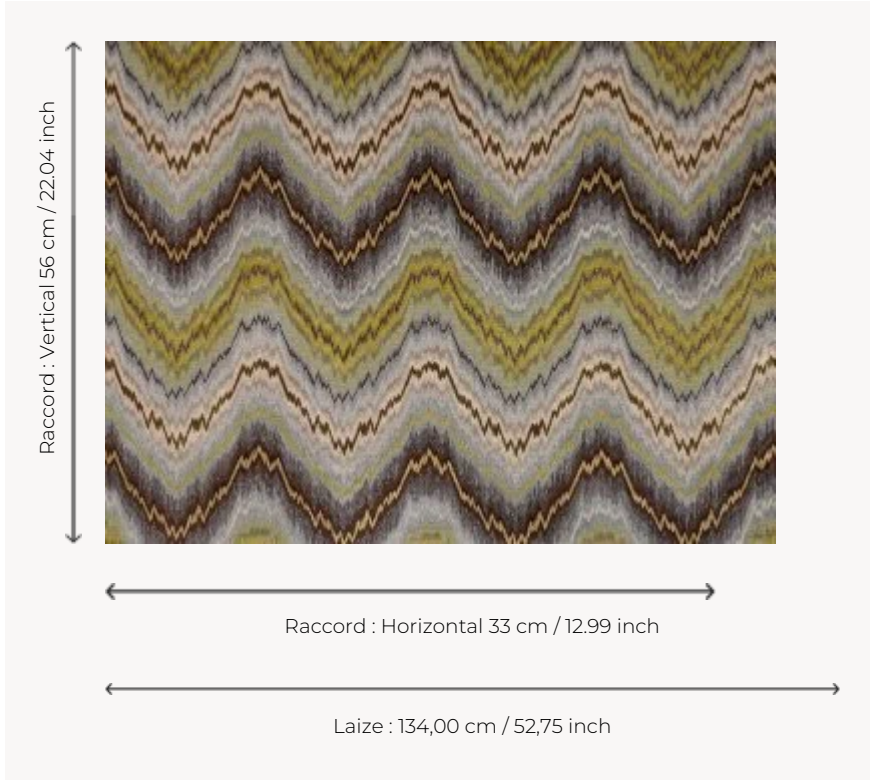 Raccord : Vertical 56 cm / 22.04 inch
Raccord : Horizontal 33 cm / 12.99 inch
Laize : 134,00 cm / 52,75 inch